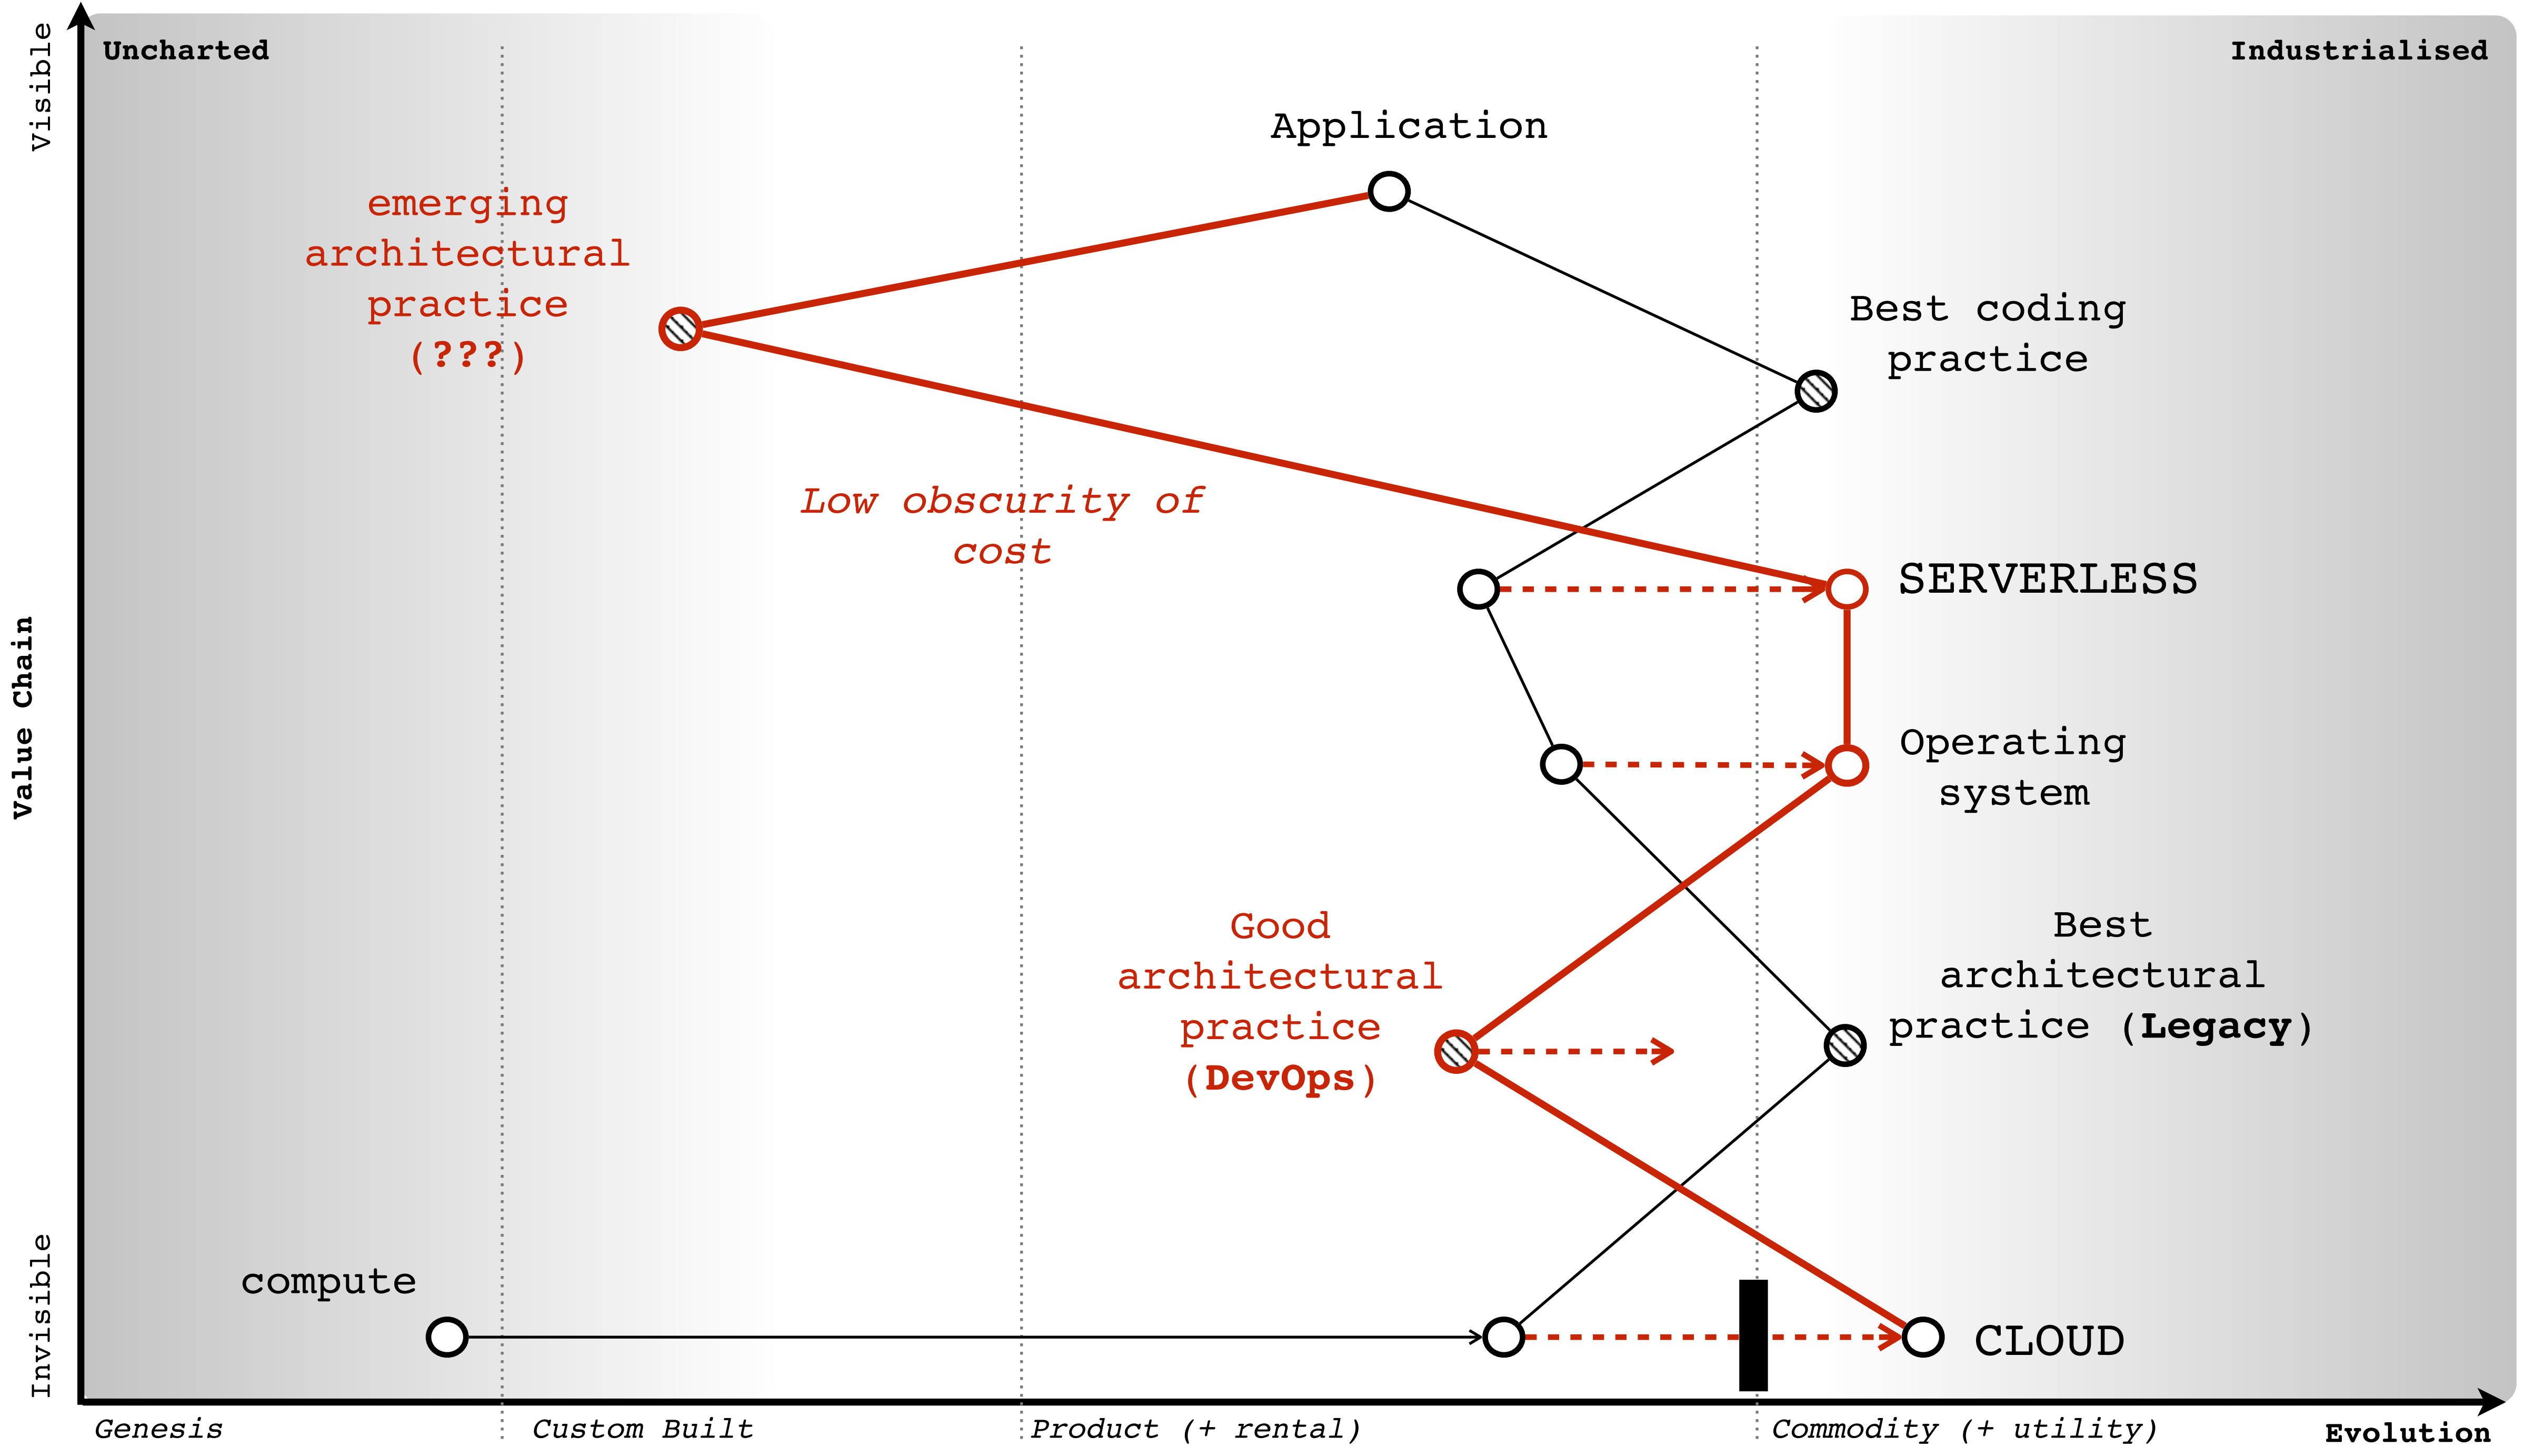 Visible
Uncharted
Industrialised
Application
emerging
architectural
practice
(???)
Best coding
practice
Low obscurity of
cost
SERVERLESS
Value Chain
Operating
system
Good
architectural
practice
(DevOps)
Best
architectural
practice (Legacy)
Invisible
compute
CLOUD
Genesis
Custom Built
Product (+ rental)
Commodity (+ utility)
Evolution